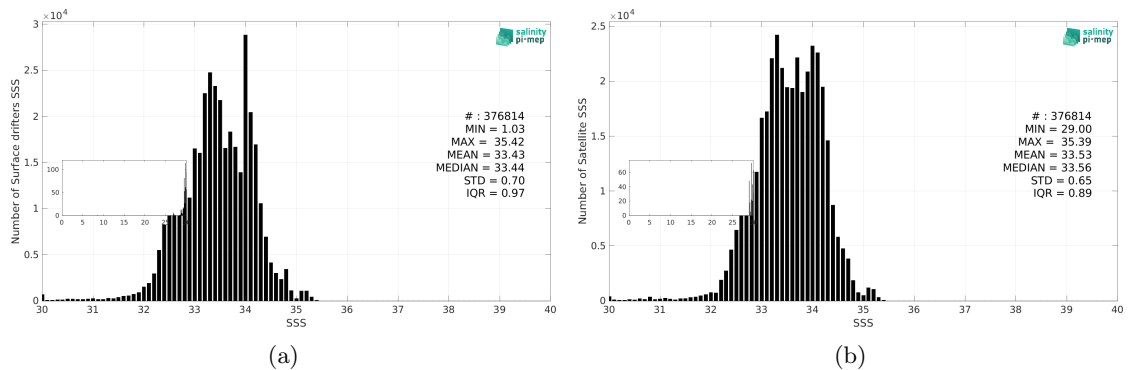 ×10⁴
3
2.5
2
1.5
1
0.5
0
Number of Surface drifters SSS
30 31 32 33 34 35 36 37 38 39 40
SSS
100
50
0
0 5 10 15 20 25
salinity
pi-mep
# : 376814
MIN = 1.03
MAX = 35.42
MEAN = 33.43
MEDIAN = 33.44
STD = 0.70
IQR = 0.97
(a)
×10⁴
2.5
2
1.5
1
0.5
0
Number of Satellite SSS
30 31 32 33 34 35 36 37 38 39 40
SSS
60
40
20
0
0 5 10 15 20 25
salinity
pi-mep
# : 376814
MIN = 29.00
MAX = 35.39
MEAN = 33.53
MEDIAN = 33.56
STD = 0.65
IQR = 0.89
(b)